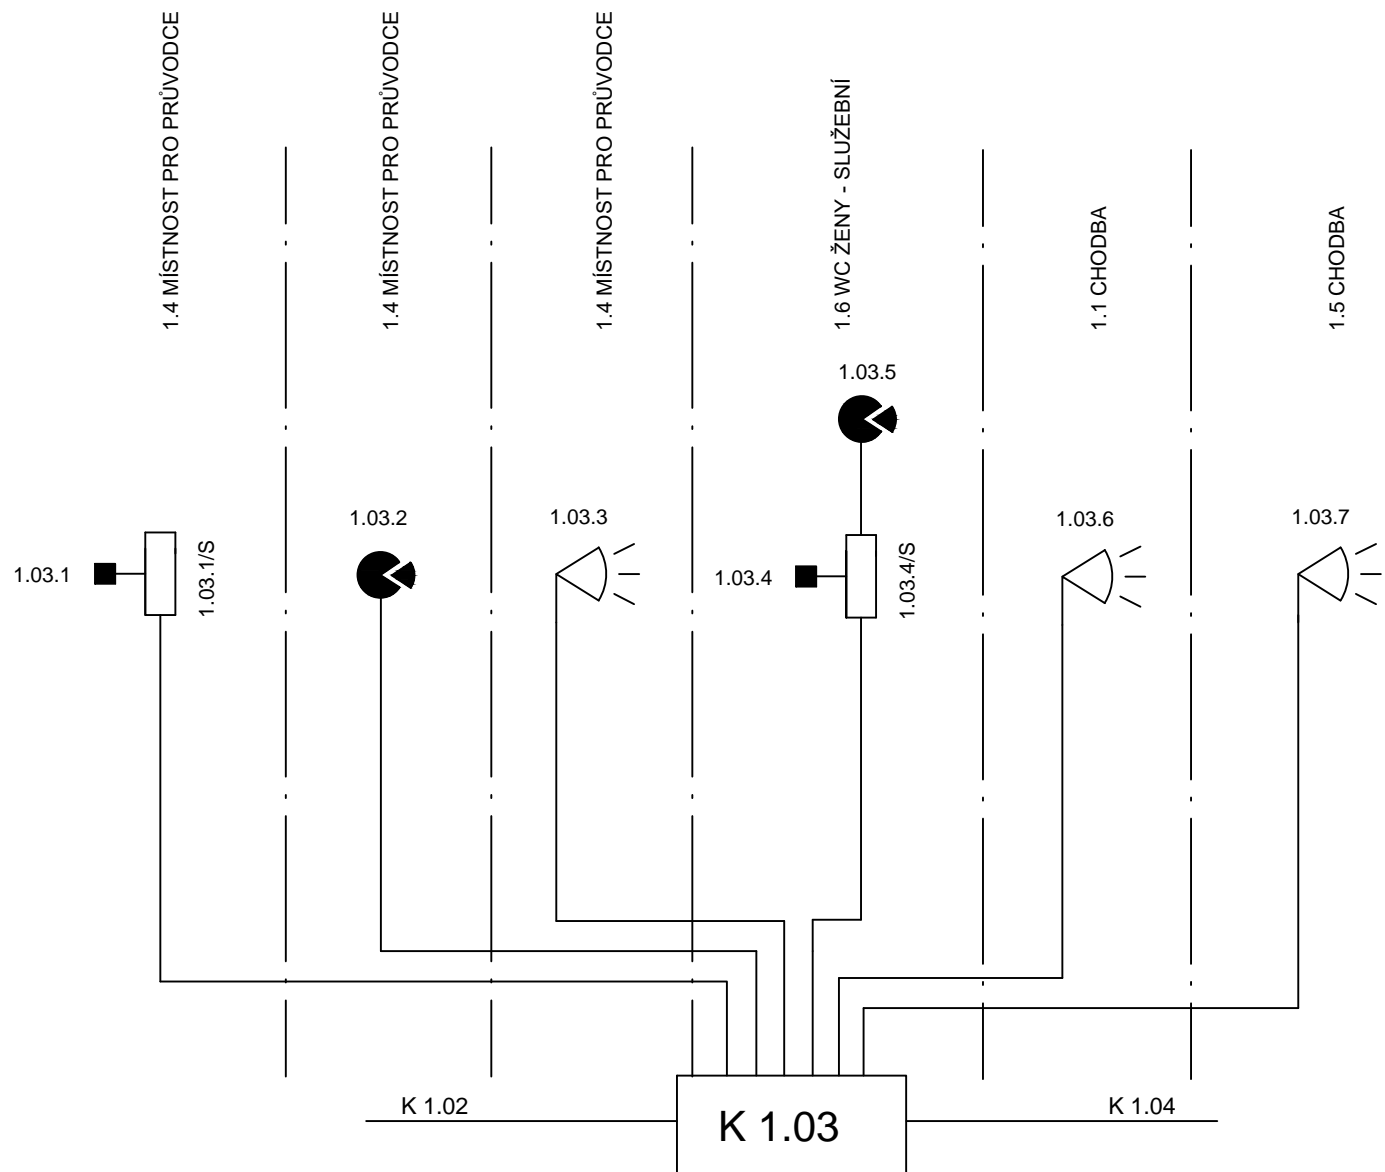 1.4 MÍSTNOST PRO PRŮVODCE
1.4 MÍSTNOST PRO PRŮVODCE
1.4 MÍSTNOST PRO PRŮVODCE
1.6 WC ŽENY - SLUŽEBNÍ
1.1 CHODBA
1.5 CHODBA
1.03.5
1.03.1
1.03.1/S
1.03.2
1.03.3
1.03.4
1.03.4/S
1.03.6
1.03.7
K 1.02
K 1.03
K 1.04